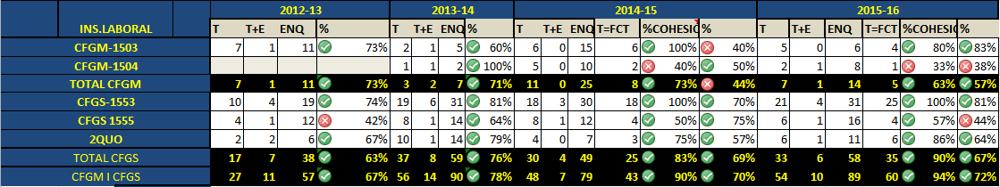 2012-13 2013-14 2014-15 2015-16
INS.LABORAL T T+E ENQ % T T+E ENQ % T T+E ENQ T=FCT %COHESIC % T T+E ENQ T=FCT %COHESIC %
CFGM-1503 7 1 11 73% 2 1 5 60% 6 0 15 6 100% 40% 5 0 6 4 80% 83%
CFGM-1504 1 1 2 100% 5 0 10 2 40% 50% 2 1 8 1 33% 38%
TOTAL CFGM 7 1 11 73% 3 2 7 71% 11 0 25 8 73% 44% 7 1 14 5 63% 57%
CFGS-1553 10 4 19 74% 19 6 31 81% 18 3 30 18 100% 70% 21 4 31 25 100% 81%
CFGS 1555 4 1 12 42% 8 1 14 64% 8 1 12 4 50% 75% 6 1 16 4 57% 44%
2QUO 2 2 6 67% 10 1 14 79% 4 0 7 3 75% 57% 6 1 11 6 86% 64%
TOTAL CFGS 17 7 38 63% 37 8 59 76% 30 4 49 25 83% 69% 33 6 58 35 90% 67%
CFGM I CFGS 27 11 57 67% 56 14 90 78% 48 7 79 43 90% 70% 54 10 89 60 94% 72%